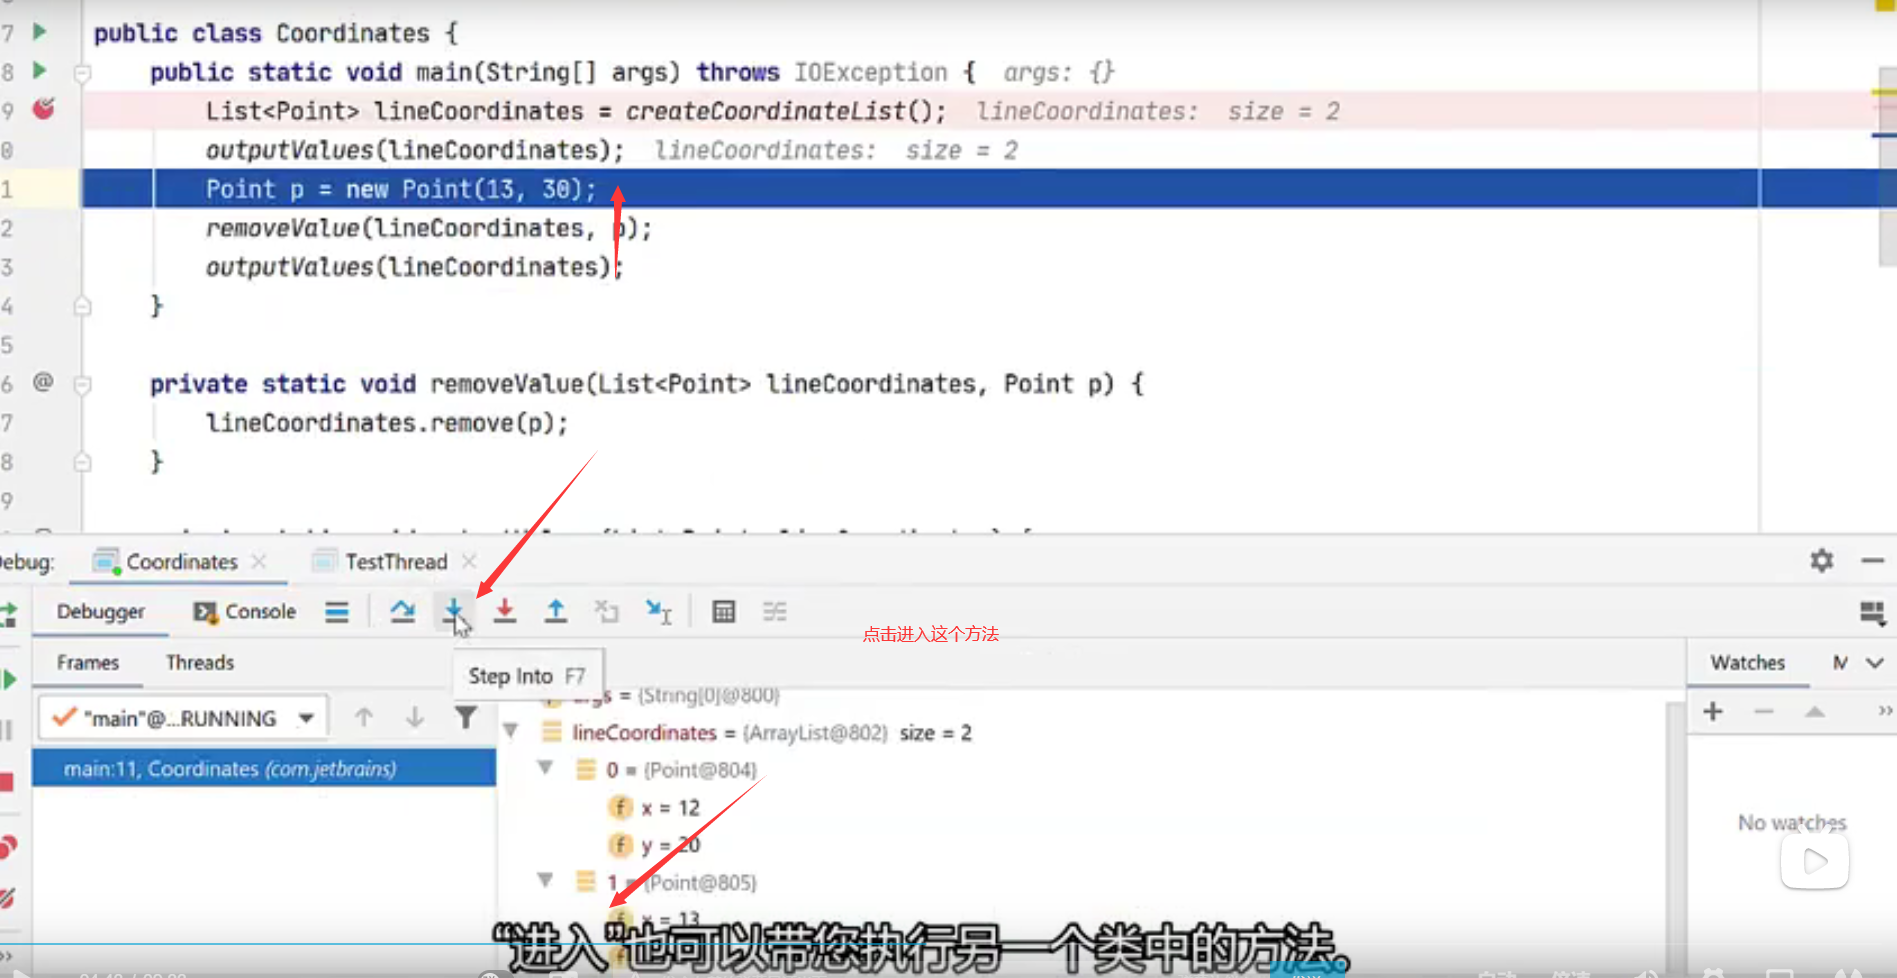 7 public class Coordinates {
8 public static void main(String[] args) throws IOException { args: {}
9 List<Point> lineCoordinates = createCoordinateList(); lineCoordinates: size = 2
0 outputValues(lineCoordinates); lineCoordinates: size = 2
1 Point p = new Point(13, 30);
2 removeValue(lineCoordinates, p);
3 outputValues(lineCoordinates);
4 }
5
6 @ private static void removeValue(List<Point> lineCoordinates, Point p) {
7 lineCoordinates.remove(p);
8 }
9
ebug: Coordinates TestThread
Debugger Console
点击进入这个方法
Frames Threads
Step Into F7
Watches
"main"@...RUNNING
args = {String[0]@800}
lineCoordinates = {ArrayList@802} size = 2
main:11, Coordinates (com.jetbrains)
0 = {Point@804}
x = 12
No watches
y = 20
1 = {Point@805}
x = 13
“进入”也可以带您执行另一个类中的方法。